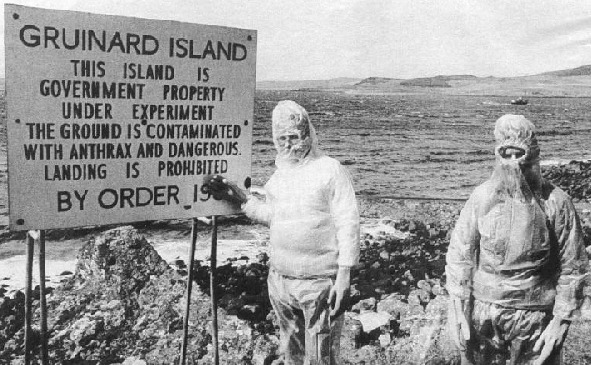 GRUINARD ISLAND
THIS ISLAND IS
GOVERNMENT PROPERTY
UNDER EXPERIMENT
THE GROUND IS CONTAMINATED
WITH ANTHRAX AND DANGEROUS.
LANDING IS PROHIBITED
BY ORDER